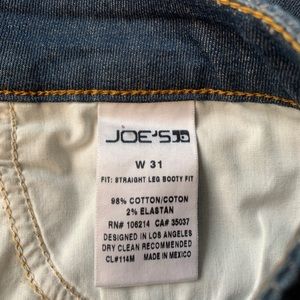 JOE'S
W 31
FIT: STRAIGHT LEG BOOTY FIT
98% COTTON/COTON
2% ELASTAN
RN# 106214 CA# 35037
DESIGNED IN LOS ANGELES
DRY CLEAN RECOMMENDED
CL#114M MADE IN MEXICO